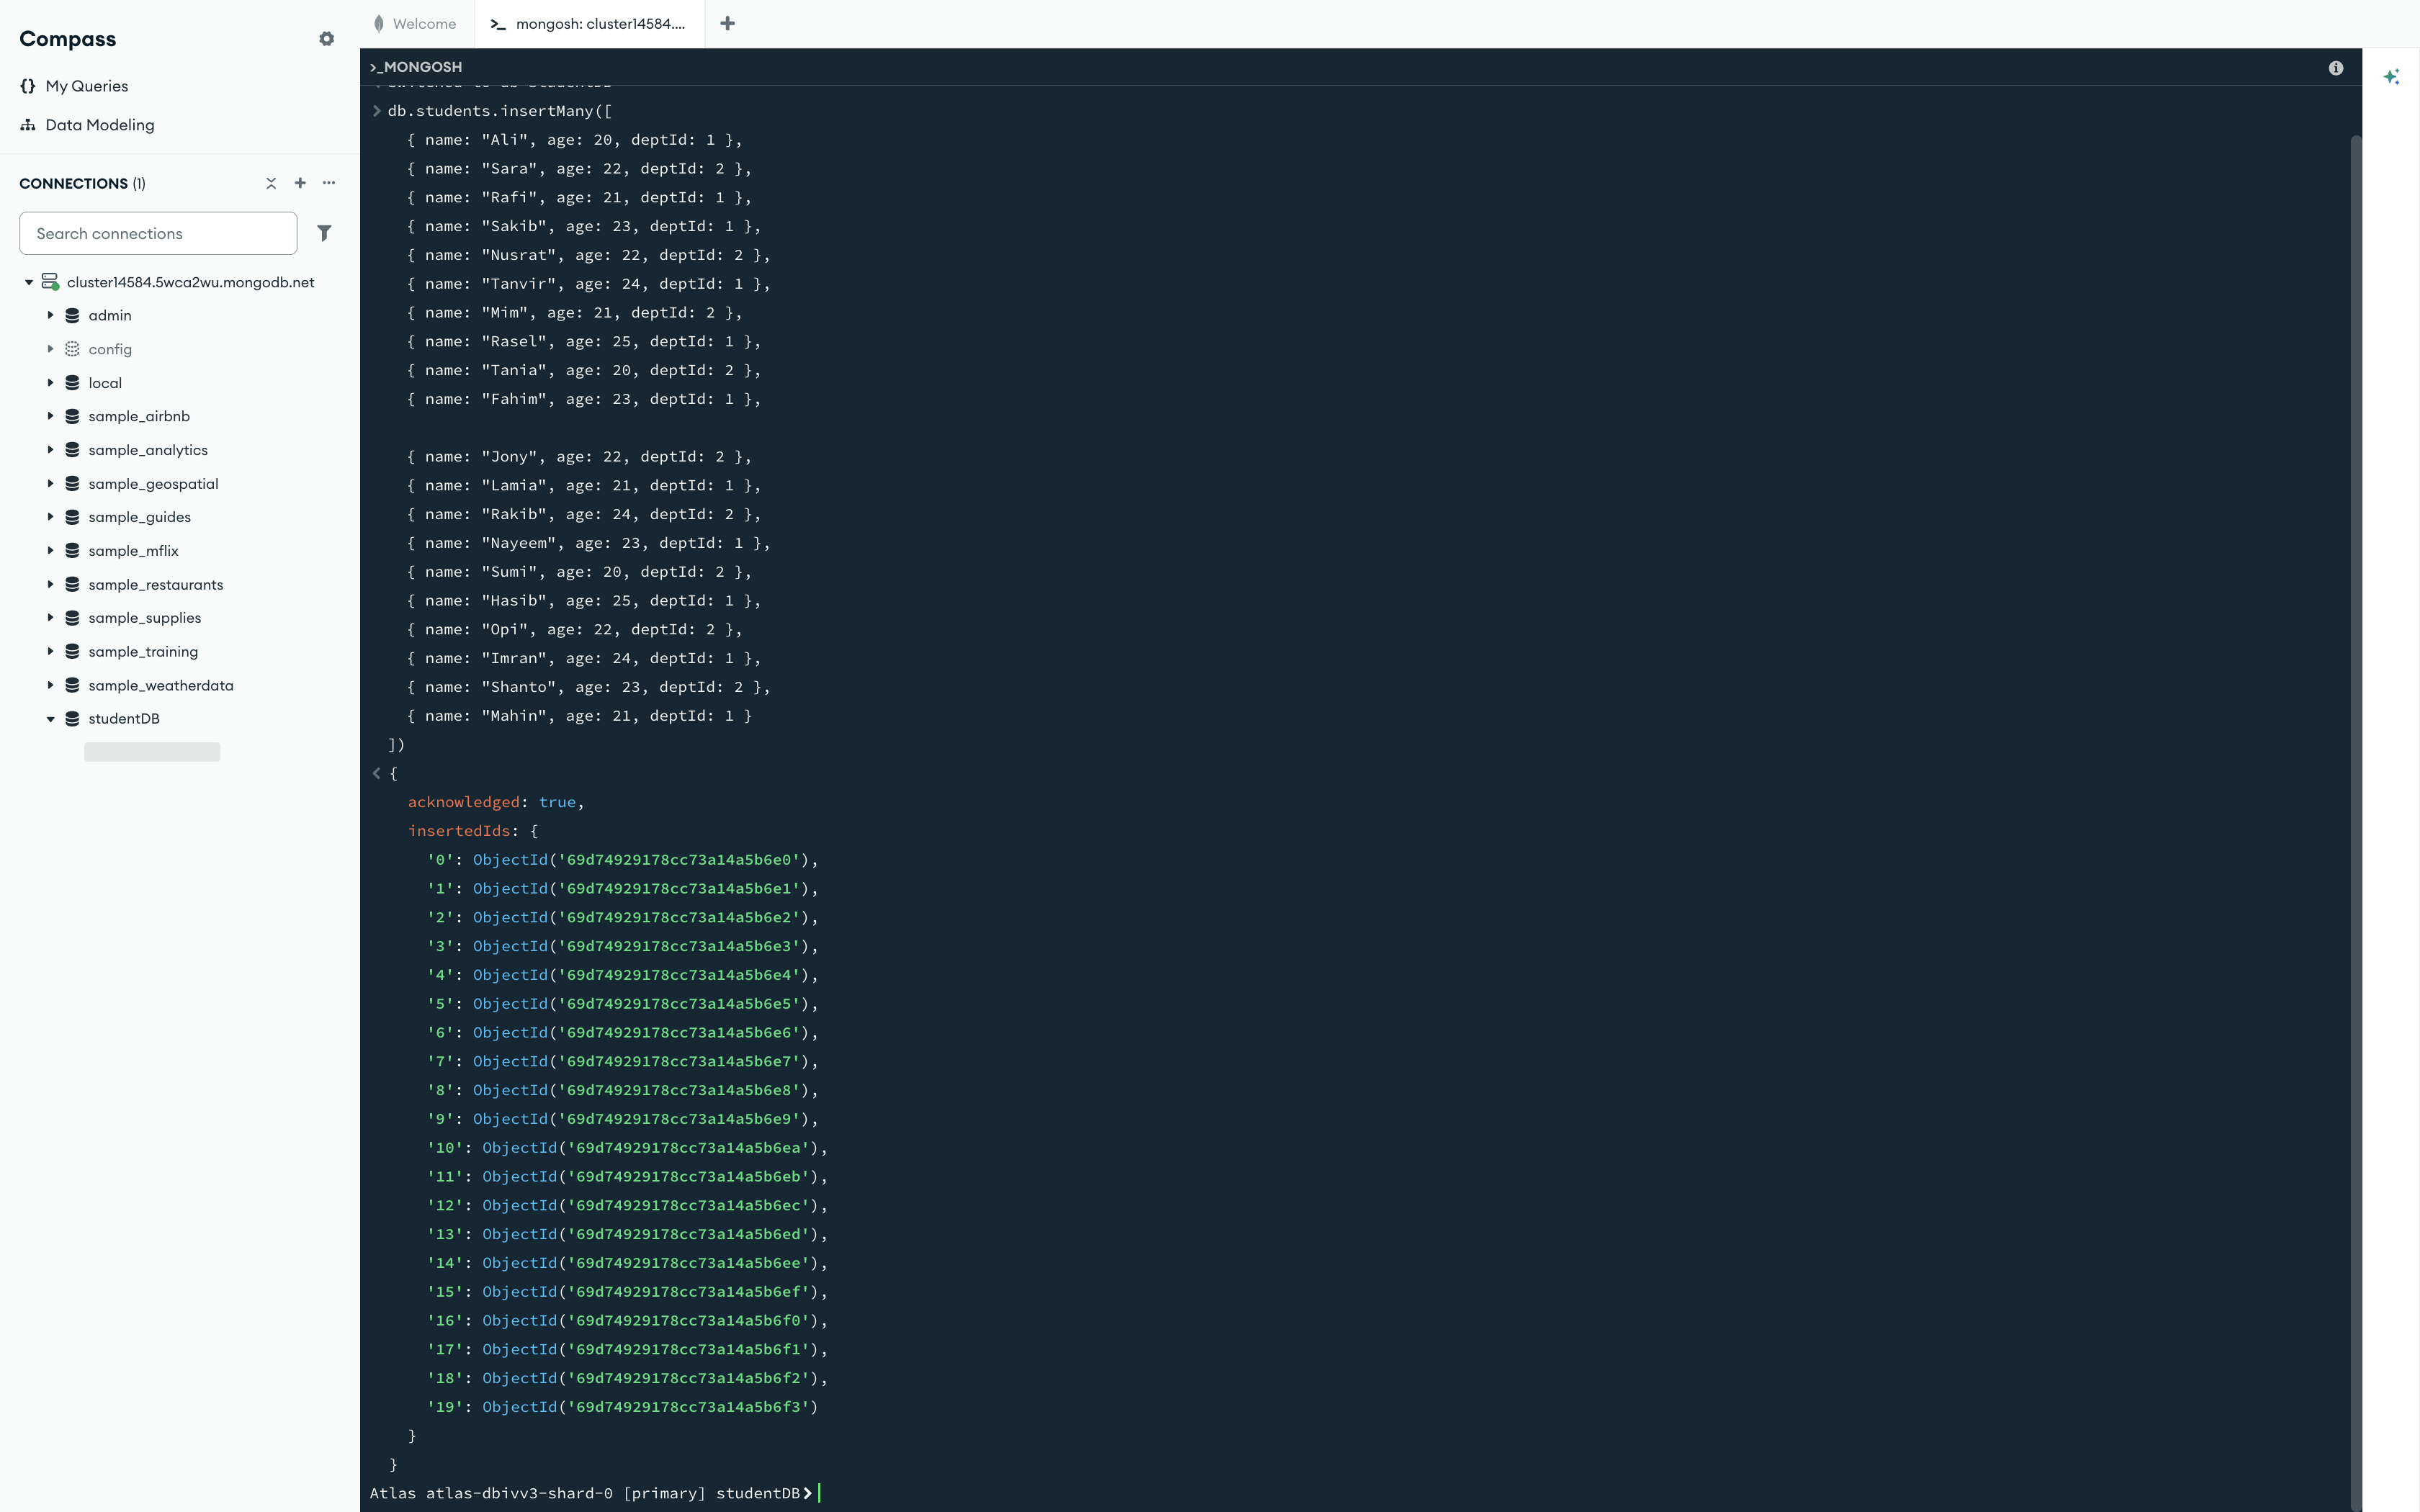 Compass
My Queries
Data Modeling
CONNECTIONS (1)
Search connections
cluster14584.5wca2wu.mongodb.net
admin
config
local
sample_airbnb
sample_analytics
sample_geospatial
sample_guides
sample_mflix
sample_restaurants
sample_supplies
sample_training
sample_weatherdata
studentDB
Welcome
>_ mongosh: cluster14584....
>_MONGOSH
switched to db studentDB
> db.students.insertMany([
{ name: "Ali", age: 20, deptId: 1 },
{ name: "Sara", age: 22, deptId: 2 },
{ name: "Rafi", age: 21, deptId: 1 },
{ name: "Sakib", age: 23, deptId: 1 },
{ name: "Nusrat", age: 22, deptId: 2 },
{ name: "Tanvir", age: 24, deptId: 1 },
{ name: "Mim", age: 21, deptId: 2 },
{ name: "Rasel", age: 25, deptId: 1 },
{ name: "Tania", age: 20, deptId: 2 },
{ name: "Fahim", age: 23, deptId: 1 },
{ name: "Jony", age: 22, deptId: 2 },
{ name: "Lamia", age: 21, deptId: 1 },
{ name: "Rakib", age: 24, deptId: 2 },
{ name: "Nayeem", age: 23, deptId: 1 },
{ name: "Sumi", age: 20, deptId: 2 },
{ name: "Hasib", age: 25, deptId: 1 },
{ name: "Opi", age: 22, deptId: 2 },
{ name: "Imran", age: 24, deptId: 1 },
{ name: "Shanto", age: 23, deptId: 2 },
{ name: "Mahin", age: 21, deptId: 1 }
])
< {
acknowledged: true,
insertedIds: {
'0': ObjectId('69d74929178cc73a14a5b6e0'),
'1': ObjectId('69d74929178cc73a14a5b6e1'),
'2': ObjectId('69d74929178cc73a14a5b6e2'),
'3': ObjectId('69d74929178cc73a14a5b6e3'),
'4': ObjectId('69d74929178cc73a14a5b6e4'),
'5': ObjectId('69d74929178cc73a14a5b6e5'),
'6': ObjectId('69d74929178cc73a14a5b6e6'),
'7': ObjectId('69d74929178cc73a14a5b6e7'),
'8': ObjectId('69d74929178cc73a14a5b6e8'),
'9': ObjectId('69d74929178cc73a14a5b6e9'),
'10': ObjectId('69d74929178cc73a14a5b6ea'),
'11': ObjectId('69d74929178cc73a14a5b6eb'),
'12': ObjectId('69d74929178cc73a14a5b6ec'),
'13': ObjectId('69d74929178cc73a14a5b6ed'),
'14': ObjectId('69d74929178cc73a14a5b6ee'),
'15': ObjectId('69d74929178cc73a14a5b6ef'),
'16': ObjectId('69d74929178cc73a14a5b6f0'),
'17': ObjectId('69d74929178cc73a14a5b6f1'),
'18': ObjectId('69d74929178cc73a14a5b6f2'),
'19': ObjectId('69d74929178cc73a14a5b6f3')
}
}
Atlas atlas-dbivv3-shard-0 [primary] studentDB>